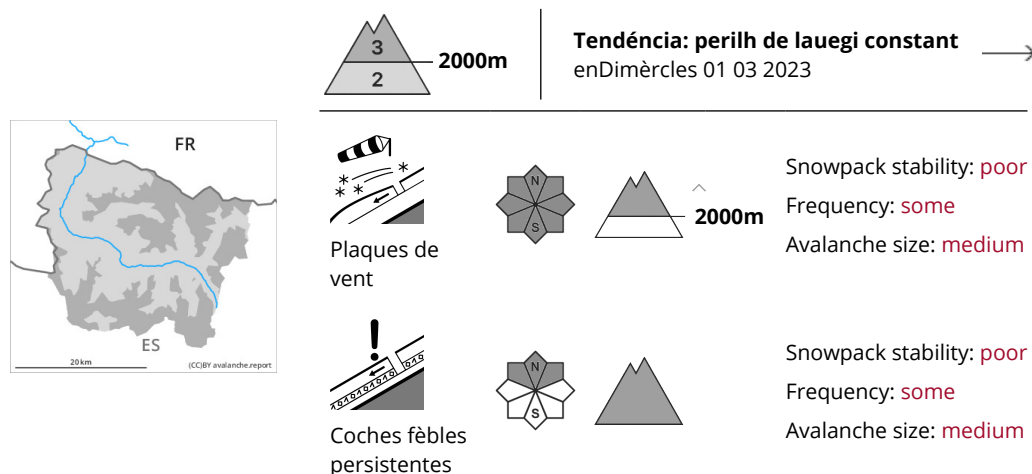 3
2
2000m
Tendéncia: perilh de lauegi constant
enDimèrcles 01 03 2023
FR
ES
20 km
(CC)BY avalanche.report
N
S
2000m
Plaques de
vent
Snowpack stability: poor
Frequency: some
Avalanche size: medium
N
S
Coches fèbles
persistentes
Snowpack stability: poor
Frequency: some
Avalanche size: medium